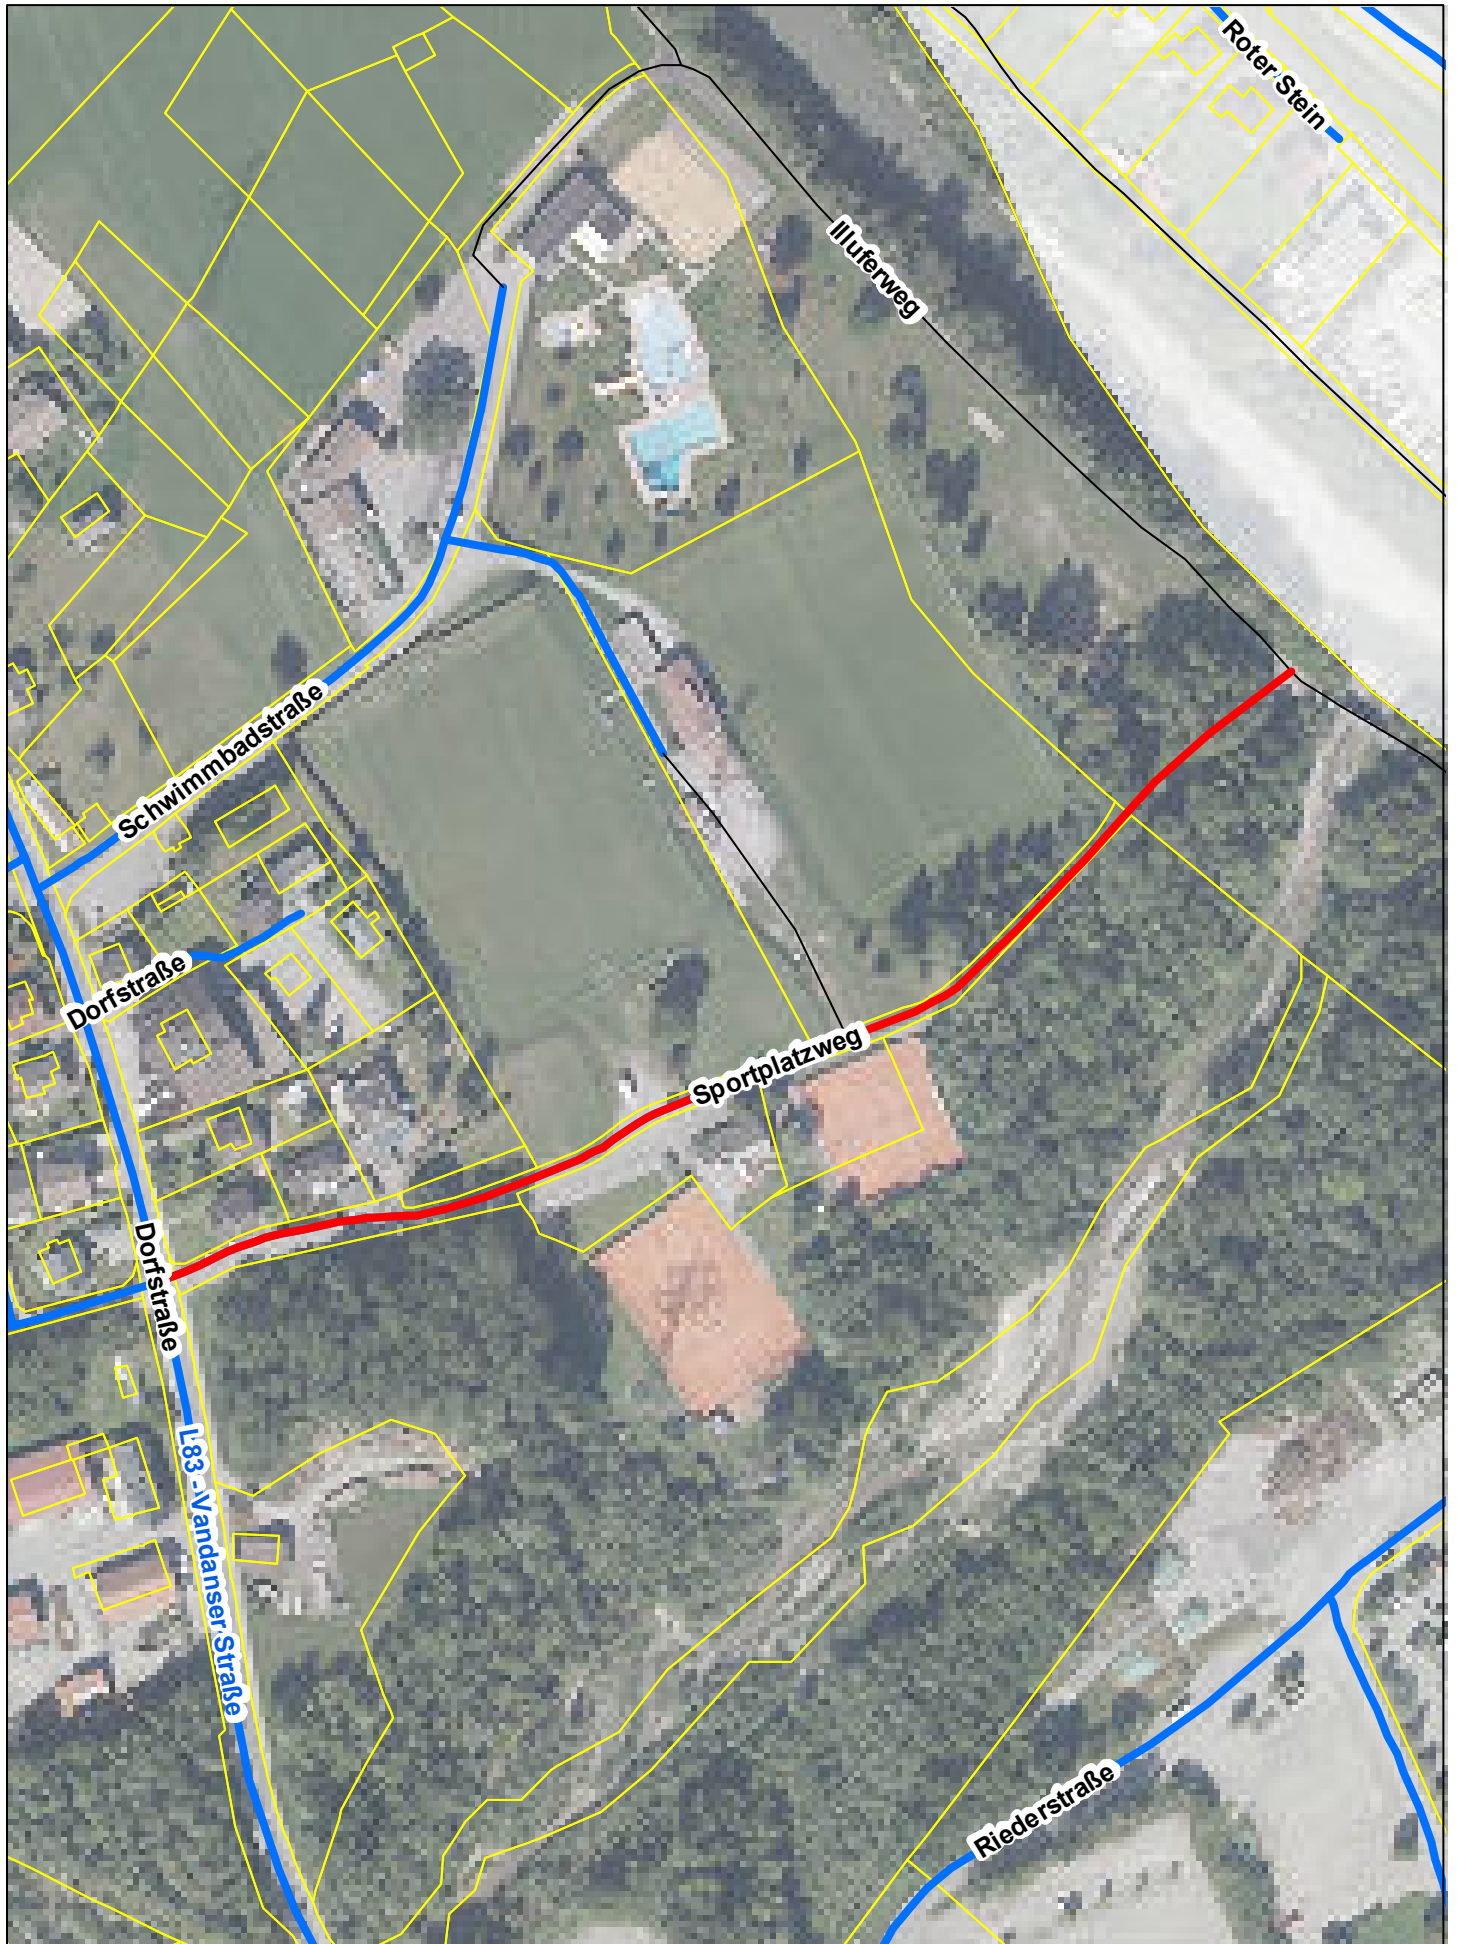 Roter Stein
Illuferweg
Schwimmbadstraße
Dorfstraße
Sportplatzweg
Dorfstraße
L83 - Vandanser Straße
Riederstraße